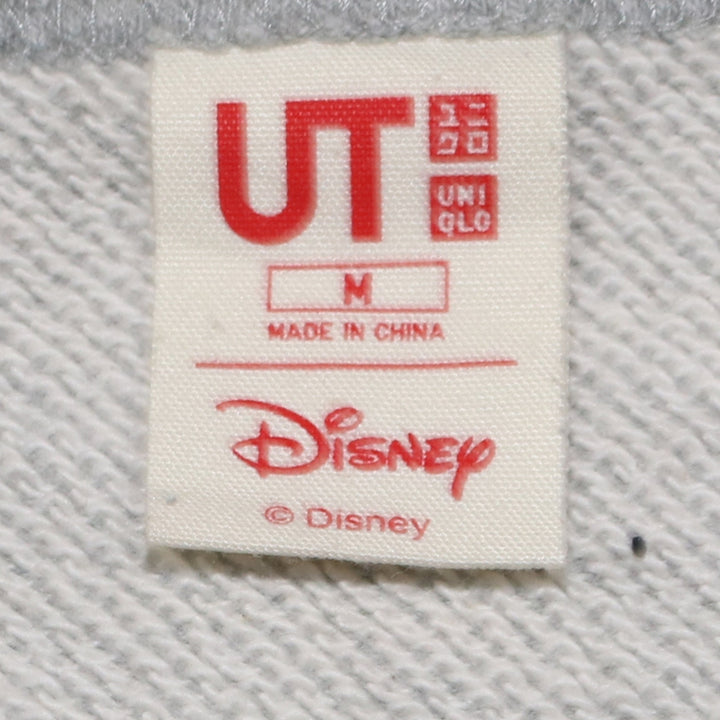 UT
ユニ
クロ
UNI
QLO
M
MADE IN CHINA
Disney
© Disney